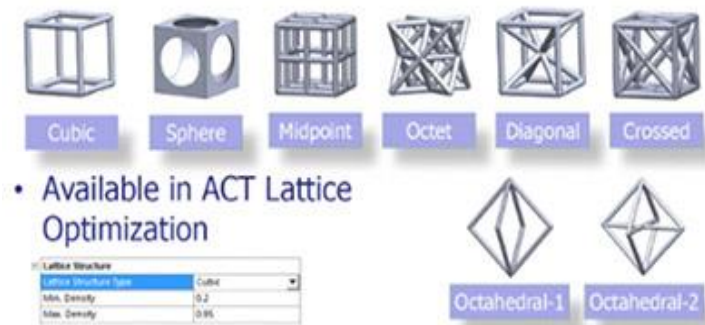 Cubic Sphere Midpoint Octet Diagonal Crossed
• Available in ACT Lattice
Optimization
Lattice Structure
Lattice Structure Type Cubic
Min. Density 0.2
Max. Density 0.95
Octahedral-1 Octahedral-2